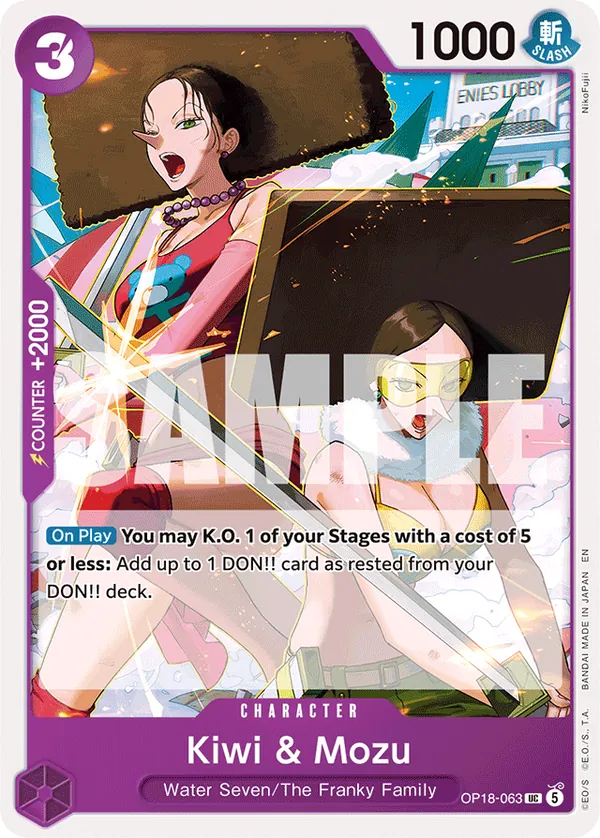 3
1000
斬
SLASH
NikoFujii
ENIES LOBBY
COUNTER +2000
SAMPLE
On Play You may K.O. 1 of your Stages with a cost of 5
or less: Add up to 1 DON!! card as rested from your
DON!! deck.
BANDAI MADE IN JAPAN EN
©E.O./S., T.A.
©E.O/S
CHARACTER
Kiwi & Mozu
Water Seven/The Franky Family
OP18-063 UC 5